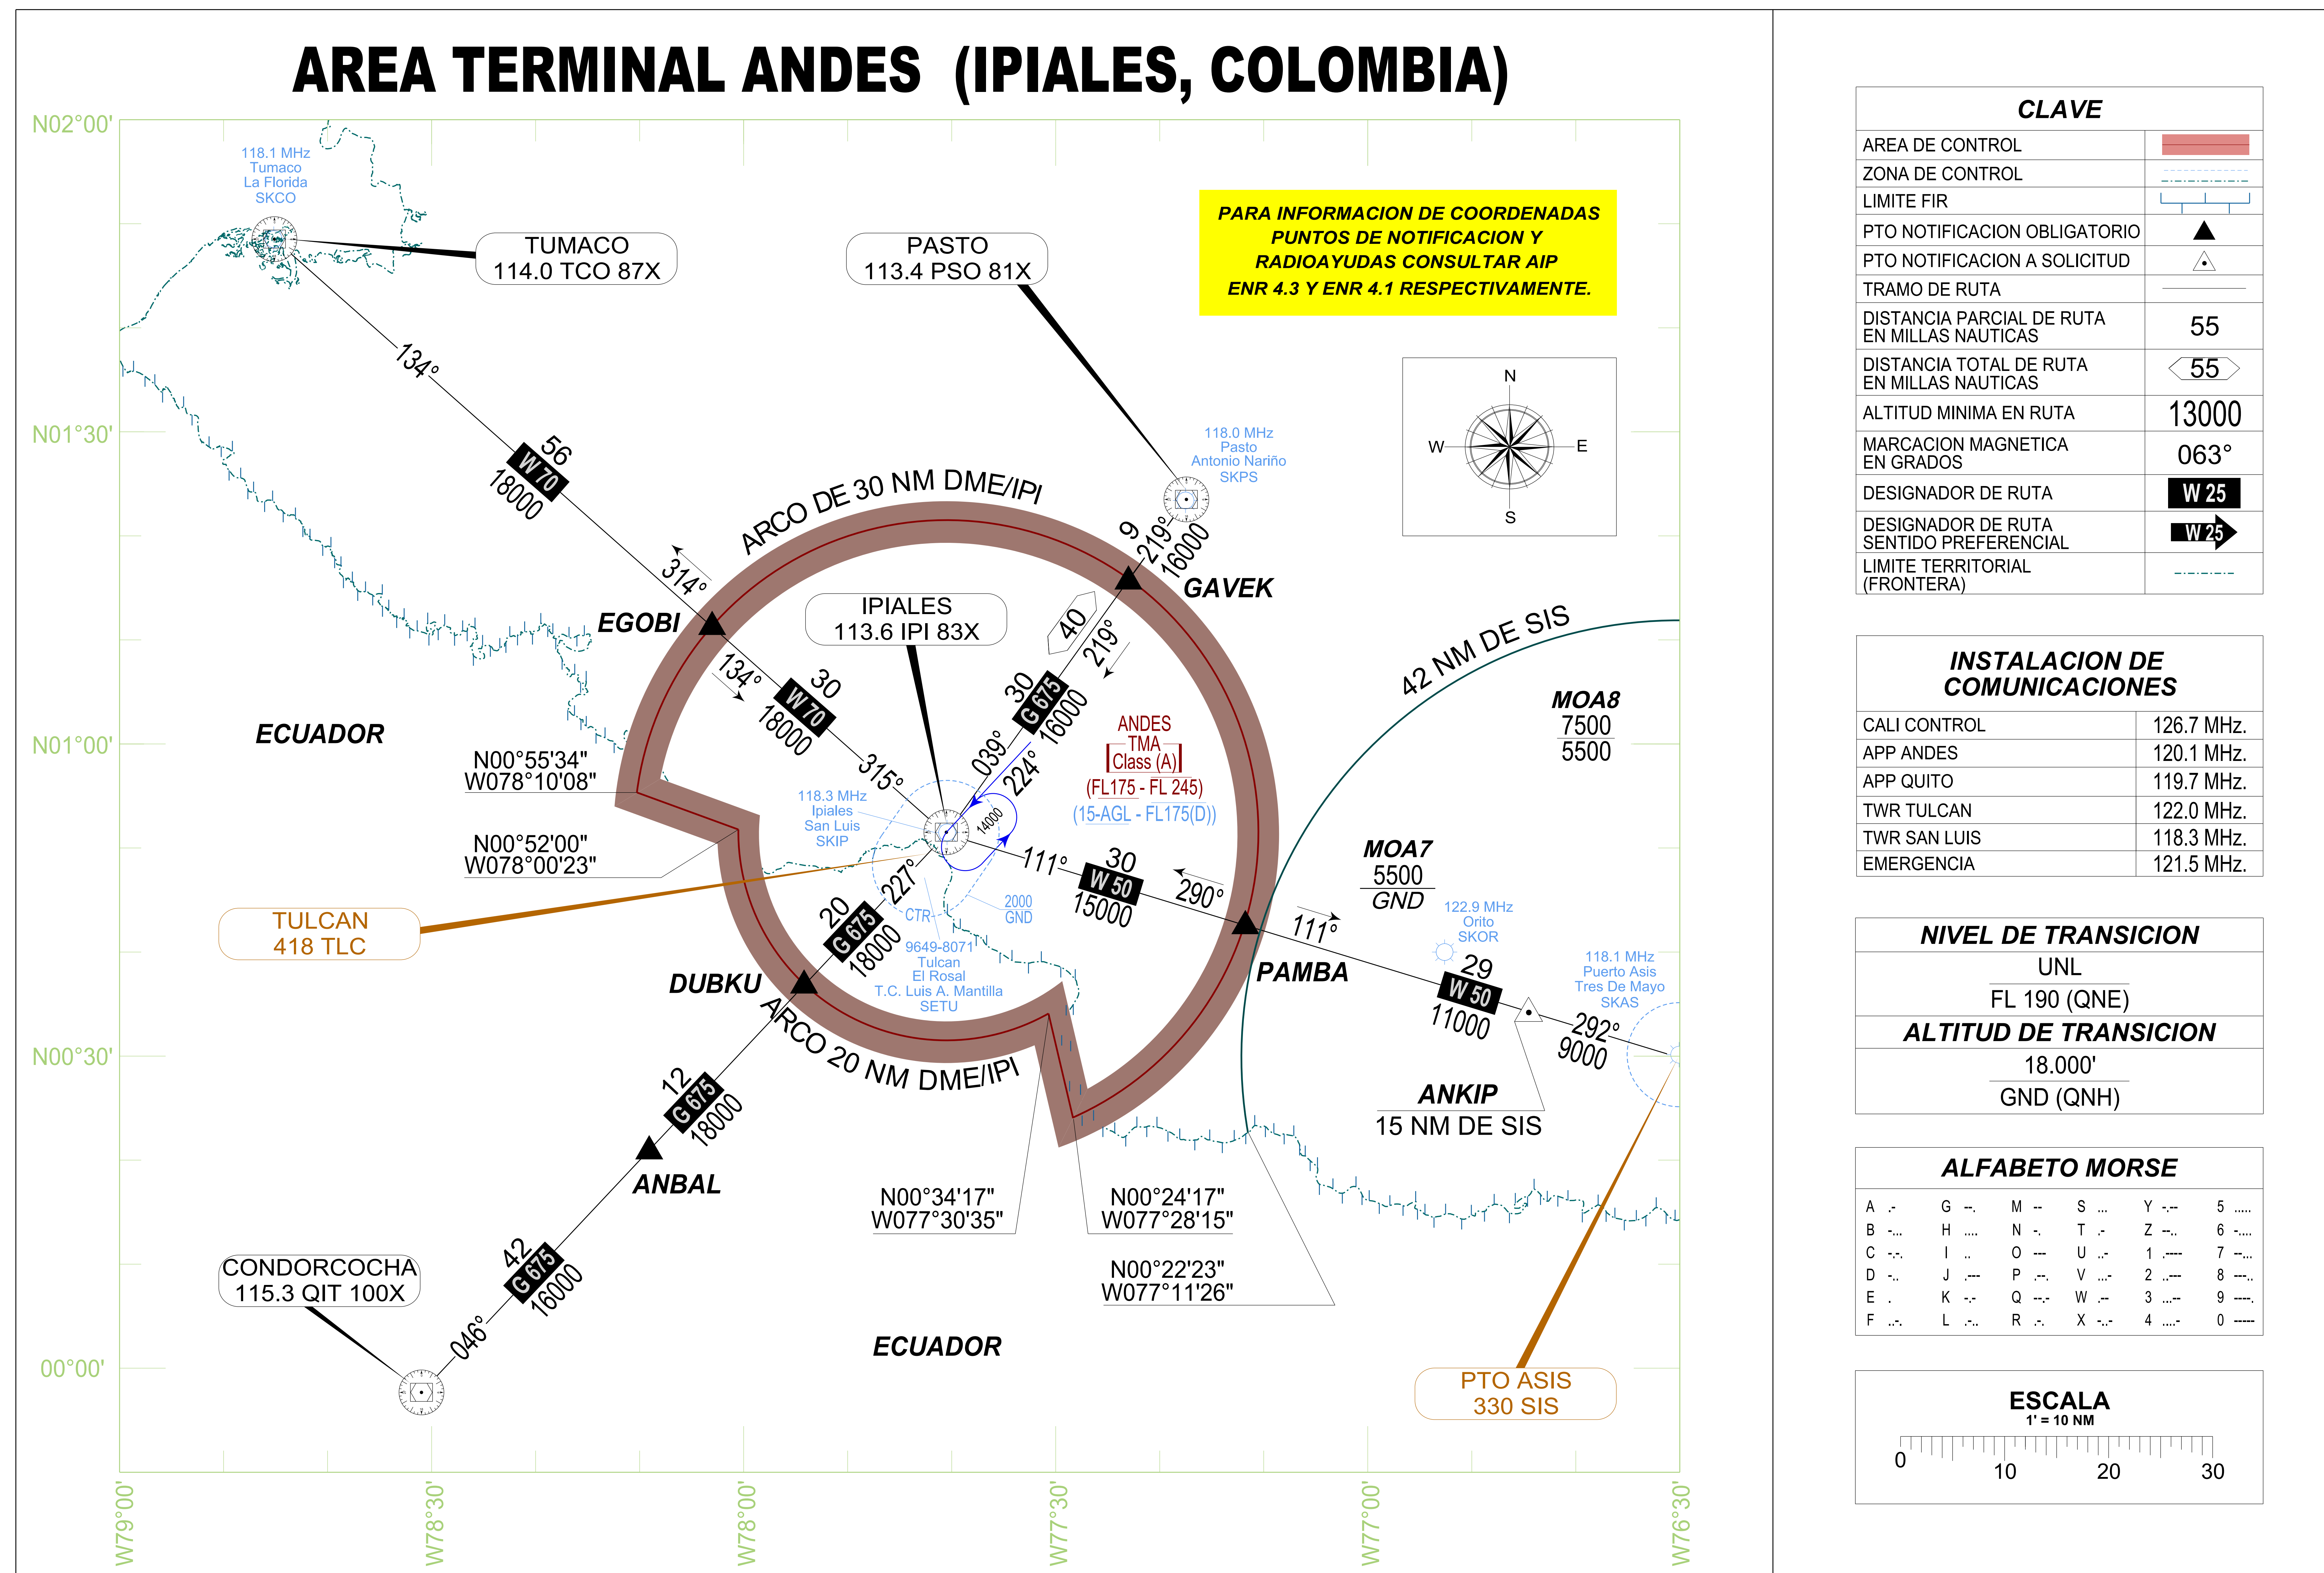 AREA TERMINAL ANDES (IPIALES, COLOMBIA)
N02°00'
N01°30'
N01°00'
N00°30'
00°00'
W79°00'
W78°30'
W78°00'
W77°30'
W77°00'
W76°30'
118.1 MHz
Tumaco
La Florida
SKCO
TUMACO
114.0 TCO 87X
PASTO
113.4 PSO 81X
PARA INFORMACION DE COORDENADAS
PUNTOS DE NOTIFICACION Y
RADIOAYUDAS CONSULTAR AIP
ENR 4.3 Y ENR 4.1 RESPECTIVAMENTE.
N
W
E
S
118.0 MHz
Pasto
Antonio Nariño
SKPS
134°
56
W 70
18000
314°
EGOBI
134°
30
W 70
18000
315°
ARCO DE 30 NM DME/IPI
IPIALES
113.6 IPI 83X
9
219°
16000
GAVEK
40
219°
30
G 675
16000
039°
224°
14000
ANDES
TMA
Class (A)
(FL175 - FL 245)
(15-AGL - FL175(D))
42 NM DE SIS
MOA8
7500
5500
MOA7
5500
GND
ECUADOR
N00°55'34"
W078°10'08"
N00°52'00"
W078°00'23"
118.3 MHz
Ipiales
San Luis
SKIP
TULCAN
418 TLC
227°
20
G 675
18000
CTR
2000
GND
9649-8071
Tulcan
El Rosal
T.C. Luis A. Mantilla
SETU
DUBKU
ARCO 20 NM DME/IPI
12
G 675
18000
ANBAL
42
G 675
16000
046°
CONDORCOCHA
115.3 QIT 100X
111°
30
W 50
15000
290°
PAMBA
111°
122.9 MHz
Orito
SKOR
29
W 50
11000
118.1 MHz
Puerto Asis
Tres De Mayo
SKAS
292°
9000
ANKIP
15 NM DE SIS
N00°34'17"
W077°30'35"
N00°24'17"
W077°28'15"
N00°22'23"
W077°11'26"
ECUADOR
PTO ASIS
330 SIS
CLAVE
AREA DE CONTROL
ZONA DE CONTROL
LIMITE FIR
PTO NOTIFICACION OBLIGATORIO
PTO NOTIFICACION A SOLICITUD
TRAMO DE RUTA
DISTANCIA PARCIAL DE RUTA
EN MILLAS NAUTICAS
55
DISTANCIA TOTAL DE RUTA
EN MILLAS NAUTICAS
55
ALTITUD MINIMA EN RUTA 13000
MARCACION MAGNETICA
EN GRADOS
063°
DESIGNADOR DE RUTA W 25
DESIGNADOR DE RUTA
SENTIDO PREFERENCIAL
W 25
LIMITE TERRITORIAL
(FRONTERA)
INSTALACION DE
COMUNICACIONES
CALI CONTROL 126.7 MHz.
APP ANDES 120.1 MHz.
APP QUITO 119.7 MHz.
TWR TULCAN 122.0 MHz.
TWR SAN LUIS 118.3 MHz.
EMERGENCIA 121.5 MHz.
NIVEL DE TRANSICION
UNL
FL 190 (QNE)
ALTITUD DE TRANSICION
18.000'
GND (QNH)
ALFABETO MORSE
A .- G --. M -- S ... Y -.-- 5 .....
B -... H .... N -. T .- Z --.. 6 -....
C -.-. I .. O --- U ..- 1 .---- 7 --...
D -.. J .--- P .--. V ...- 2 ..--- 8 ---..
E . K -.- Q --.- W .-- 3 ...-- 9 ----.
F ..-. L .-.. R .-. X -..- 4 ....- 0 -----
ESCALA
1' = 10 NM
0 10 20 30